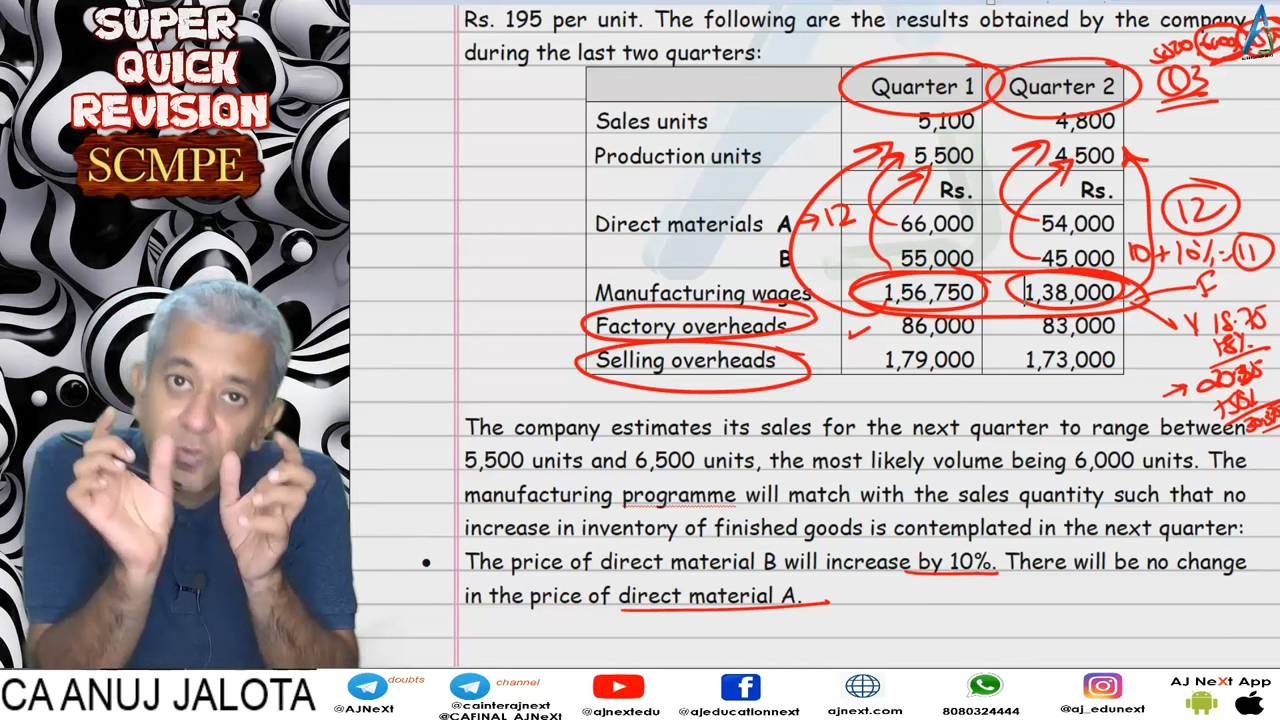 SUPER
QUICK
REVISION
SCMPE
Rs. 195 per unit. The following are the results obtained by the company
during the last two quarters:
Quarter 1 Quarter 2 Q3
Sales units 5,100 4,800
Production units 5,500 4,500
Rs. Rs.
12
Direct materials A → 12 66,000 54,000
B 55,000 45,000 10+10%=11
Manufacturing wages 1,56,750 1,38,000 F
Factory overheads 86,000 83,000 V 18.75
Selling overheads 1,79,000 1,73,000
The company estimates its sales for the next quarter to range between
5,500 units and 6,500 units, the most likely volume being 6,000 units. The
manufacturing programme will match with the sales quantity such that no
increase in inventory of finished goods is contemplated in the next quarter:
• The price of direct material B will increase by 10%. There will be no change
in the price of direct material A.
CA ANUJ JALOTA
doubts
@AJNeXt
channel
@cainterajnext
@CAFINAL_AJNeXt
@ajnextedu
@ajeducationnext
ajnext.com
8080324444
@aj_edunext
AJ NeXt App